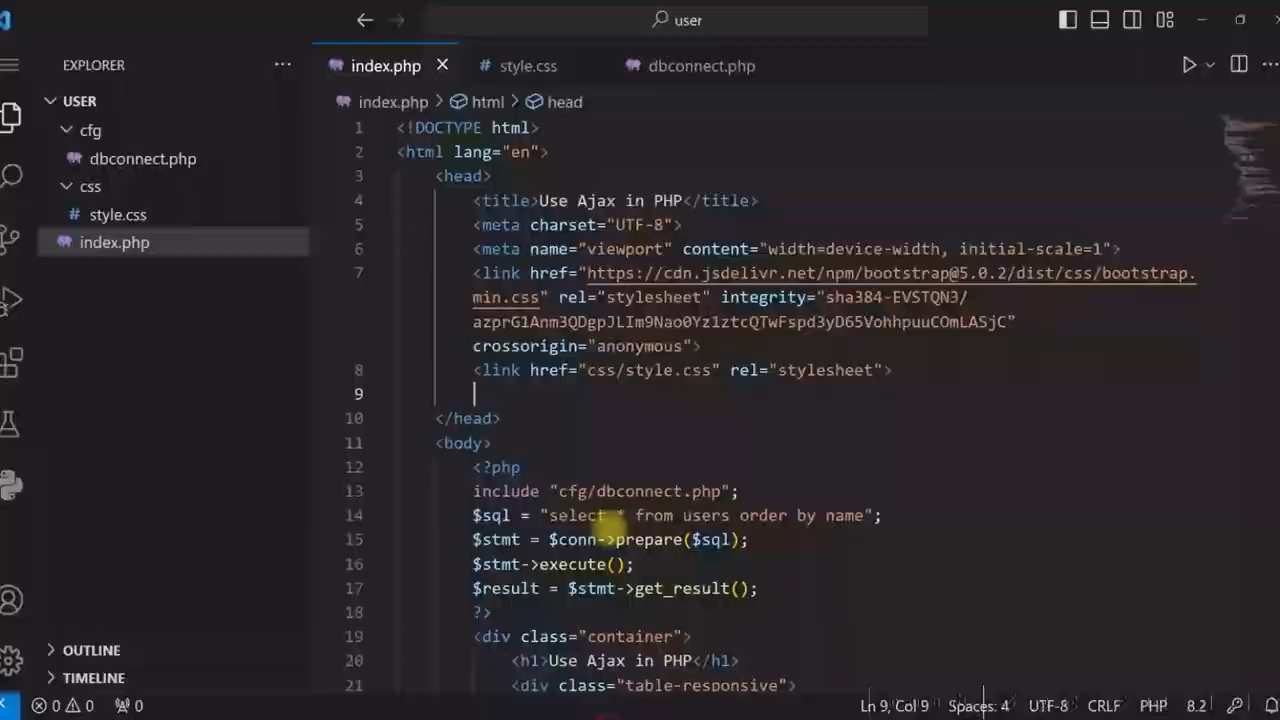 user
EXPLORER
USER
cfg
dbconnect.php
css
style.css
index.php
OUTLINE
TIMELINE
index.php
style.css
dbconnect.php
index.php > html > head
1 <!DOCTYPE html>
2 <html lang="en">
3 <head>
4 <title>Use Ajax in PHP</title>
5 <meta charset="UTF-8">
6 <meta name="viewport" content="width=device-width, initial-scale=1">
7 <link href="https://cdn.jsdelivr.net/npm/bootstrap@5.0.2/dist/css/bootstrap.
min.css" rel="stylesheet" integrity="sha384-EVSTQN3/
azprG1Anm3QDgpJLIm9Nao0Yz1ztcQTwFspd3yD65VohhpuuCOmLASjC"
crossorigin="anonymous">
8 <link href="css/style.css" rel="stylesheet">
9
10 </head>
11 <body>
12 <?php
13 include "cfg/dbconnect.php";
14 $sql = "select * from users order by name";
15 $stmt = $conn->prepare($sql);
16 $stmt->execute();
17 $result = $stmt->get_result();
18 ?>
19 <div class="container">
20 <h1>Use Ajax in PHP</h1>
21 <div class="table-responsive">
0 0 0
Ln 9, Col 9 Spaces: 4 UTF-8 CRLF PHP 8.2